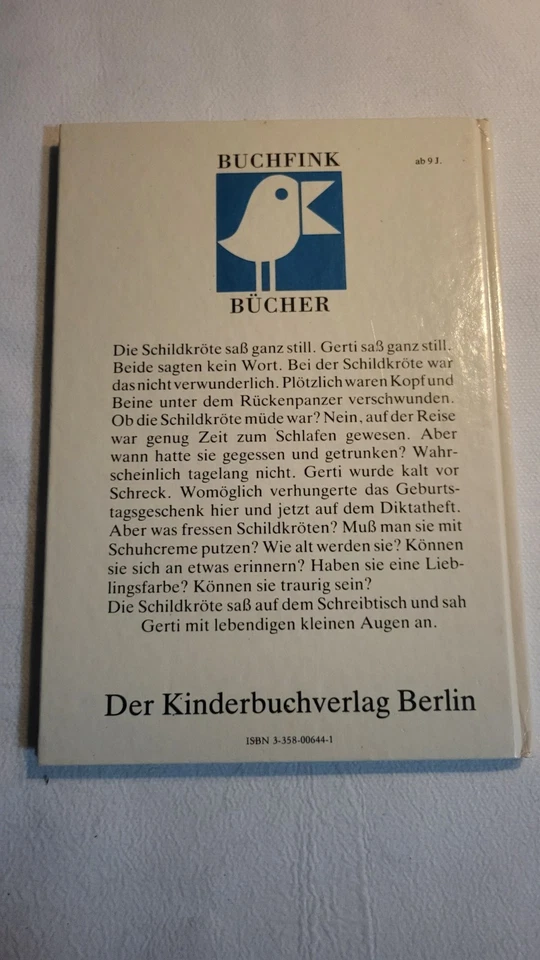 BUCHFINK
ab 9 J.
BÜCHER
Die Schildkröte saß ganz still. Gerti saß ganz still.
Beide sagten kein Wort. Bei der Schildkröte war
das nicht verwunderlich. Plötzlich waren Kopf und
Beine unter dem Rückenpanzer verschwunden.
Ob die Schildkröte müde war? Nein, auf der Reise
war genug Zeit zum Schlafen gewesen. Aber
wann hatte sie gegessen und getrunken? Wahr-
scheinlich tagelang nicht. Gerti wurde kalt vor
Schreck. Womöglich verhungerte das Geburts-
tagsgeschenk hier und jetzt auf dem Diktatheft.
Aber was fressen Schildkröten? Muß man sie mit
Schuhcreme putzen? Wie alt werden sie? Können
sie sich an etwas erinnern? Haben sie eine Lieb-
lingsfarbe? Können sie traurig sein?
Die Schildkröte saß auf dem Schreibtisch und sah
Gerti mit lebendigen kleinen Augen an.
Der Kinderbuchverlag Berlin
ISBN 3-358-00644-1